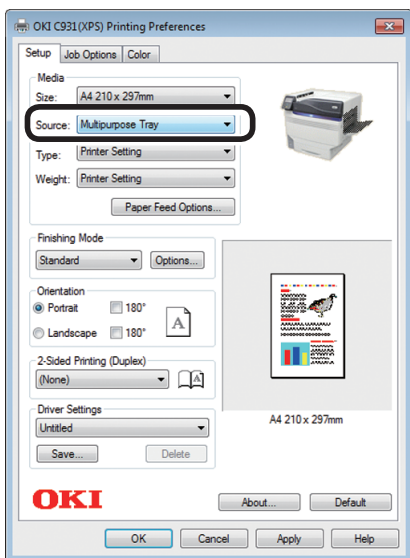 OKI C931(XPS) Printing Preferences
Setup Job Options Color
Media
Size: A4 210 x 297mm
Source: Multipurpose Tray
Type: Printer Setting
Weight: Printer Setting
Paper Feed Options...
Finishing Mode
Standard Options...
Orientation
Portrait 180°
Landscape 180°
A
2-Sided Printing (Duplex)
(None)
A
Driver Settings
Untitled
Save... Delete
A4 210 x 297mm
OKI
About... Default
OK Cancel Apply Help